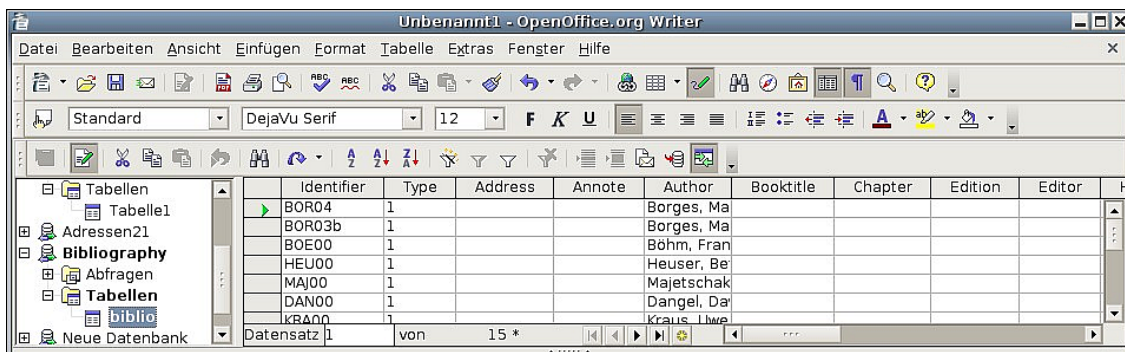 Unbenannt1 - OpenOffice.org Writer
Datei Bearbeiten Ansicht Einfügen Format Tabelle Extras Fenster Hilfe
Standard DejaVu Serif 12 F K U
Identifier Type Address Annote Author Booktitle Chapter Edition Editor
Tabellen
Tabelle1
Adressen21
Bibliography
Abfragen
Tabellen
biblio
Neue Datenbank
BOR04 1 Borges, Ma
BOR03b 1 Borges, Ma
BOE00 1 Böhm, Fran
HEU00 1 Heuser, Be
MAJ00 1 Majetschak
DAN00 1 Dangel, Da
KRA00 1 Kraus, Uwe
Datensatz 1 von 15 *